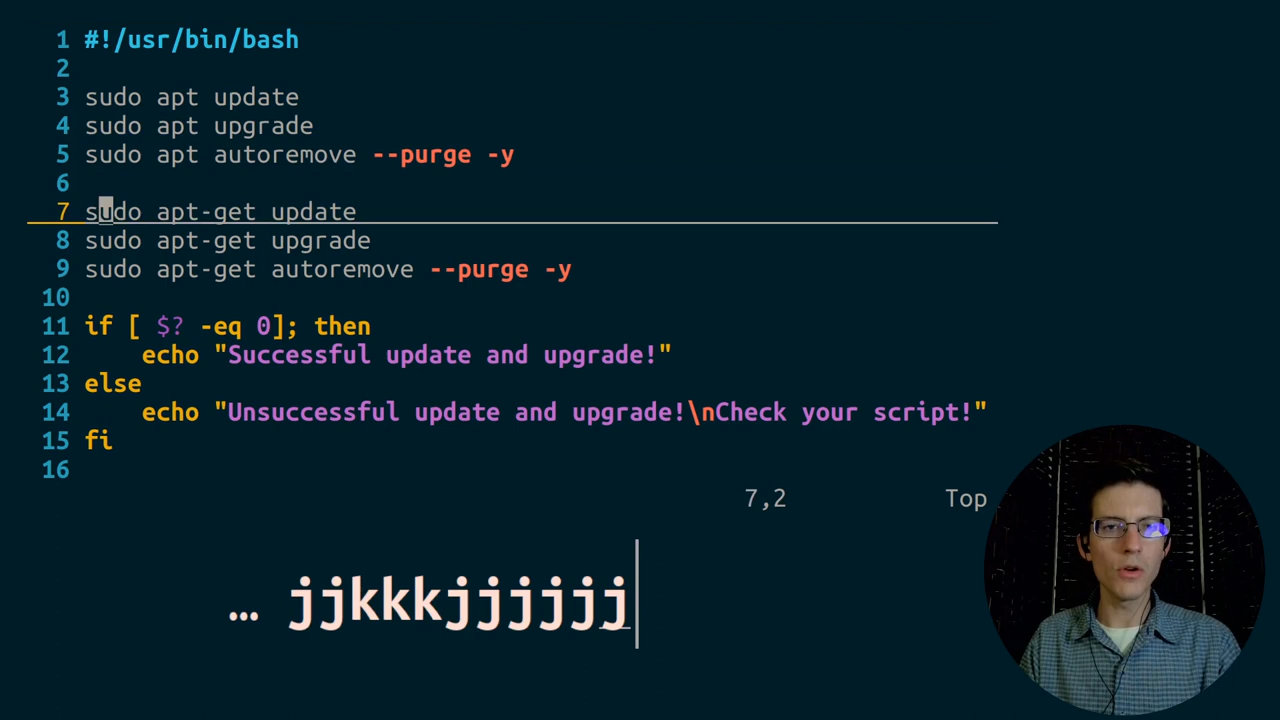 1 #!/usr/bin/bash
2
3 sudo apt update
4 sudo apt upgrade
5 sudo apt autoremove --purge -y
6
7 sudo apt-get update
8 sudo apt-get upgrade
9 sudo apt-get autoremove --purge -y
10
11 if [ $? -eq 0]; then
12     echo "Successful update and upgrade!"
13 else
14     echo "Unsuccessful update and upgrade!\nCheck your script!"
15 fi
16
7,2 Top
… jjkkkjjjjjj